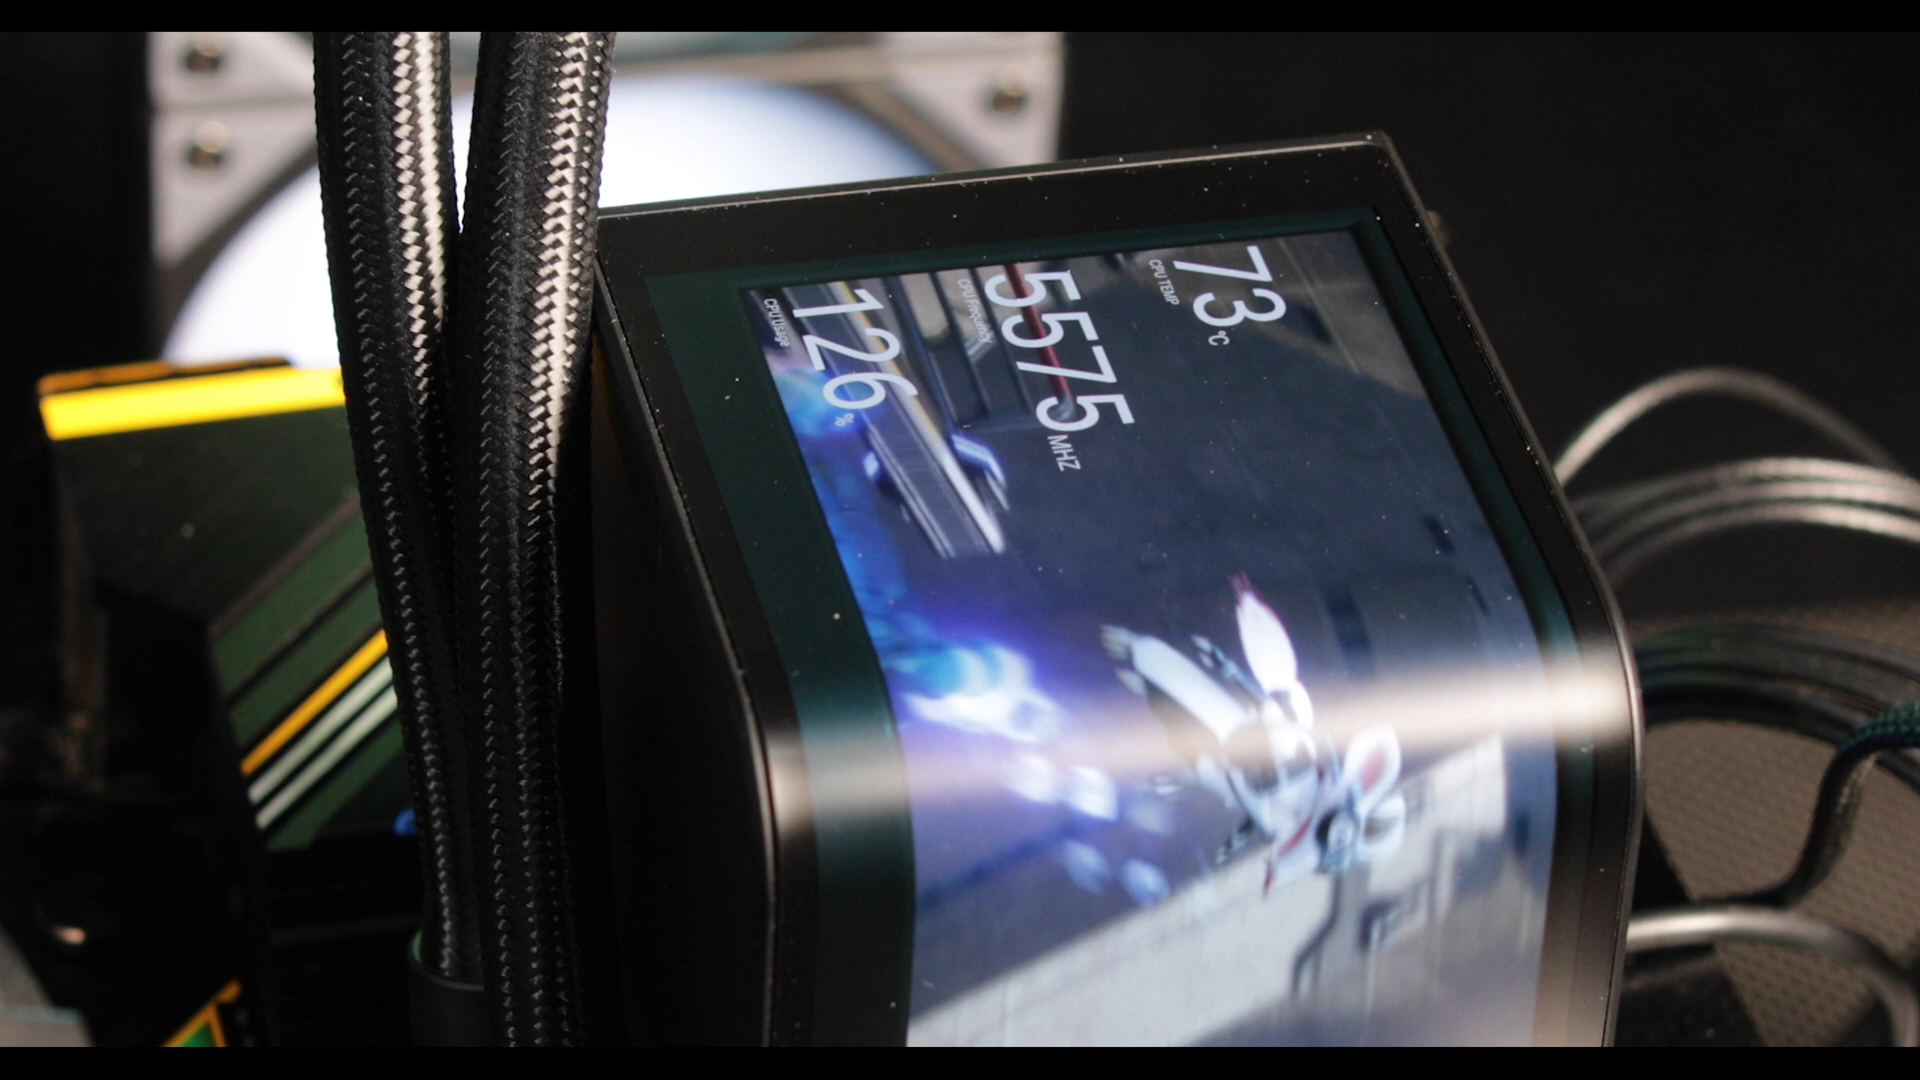 73 °C
CPU TEMP
5575 MHZ
CPU Frequency
126 %
CPU Usage